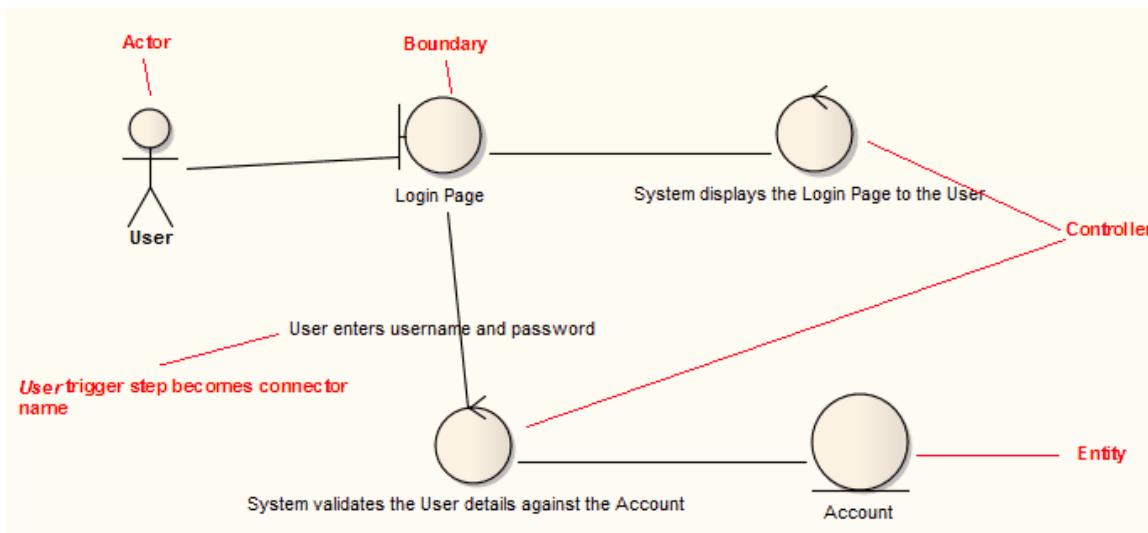 Actor
Boundary
Login Page
System displays the Login Page to the User
User
Controller
User enters username and password
User trigger step becomes connector
name
Entity
System validates the User details against the Account
Account